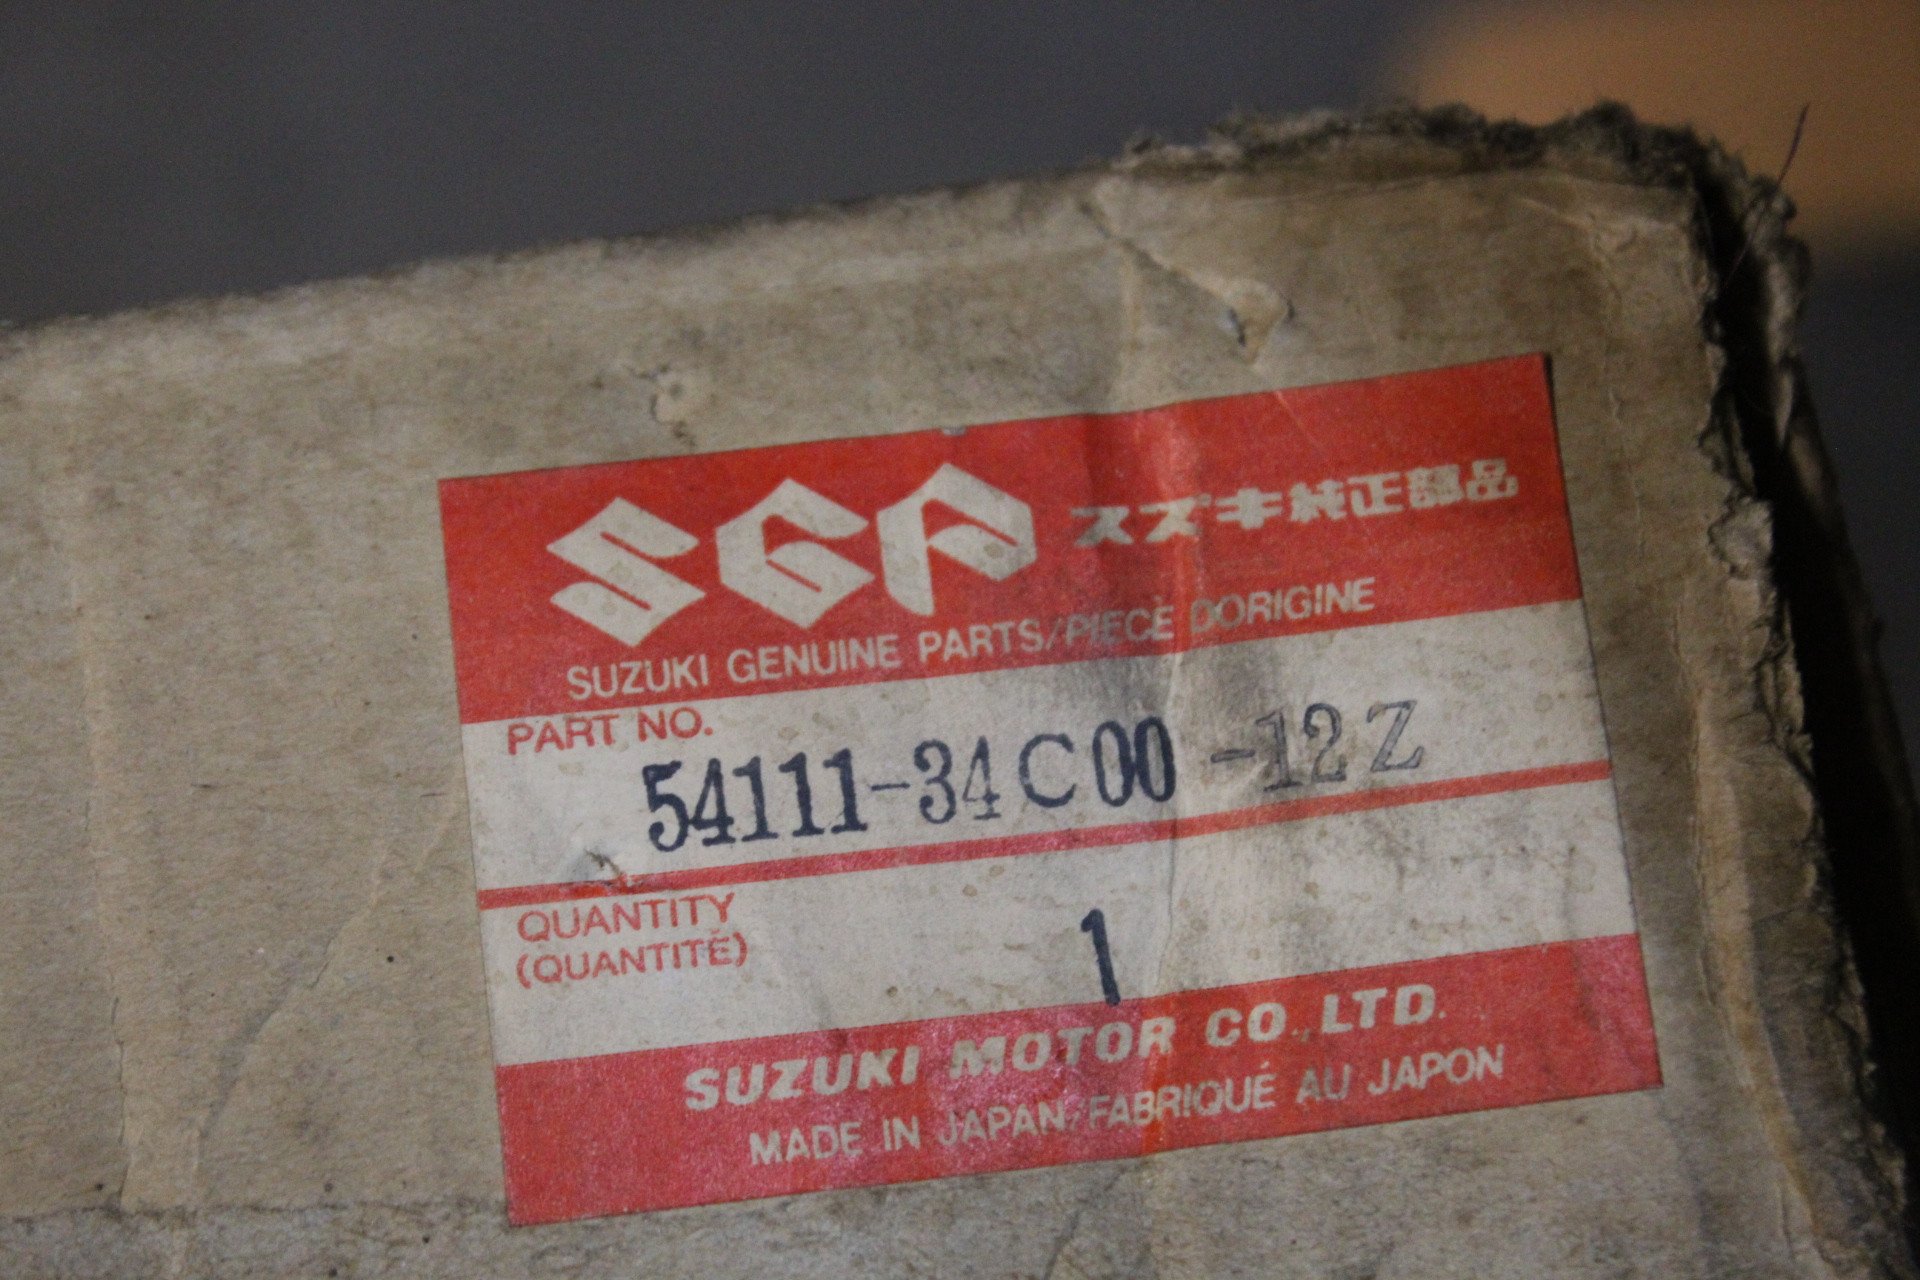 SGP スズキ純正部品
SUZUKI GENUINE PARTS/PIECE DORIGINE
PART NO.
54111-34C00-12Z
QUANTITY
(QUANTITÉ)
1
SUZUKI MOTOR CO.,LTD.
MADE IN JAPAN/FABRIQUÉ AU JAPON